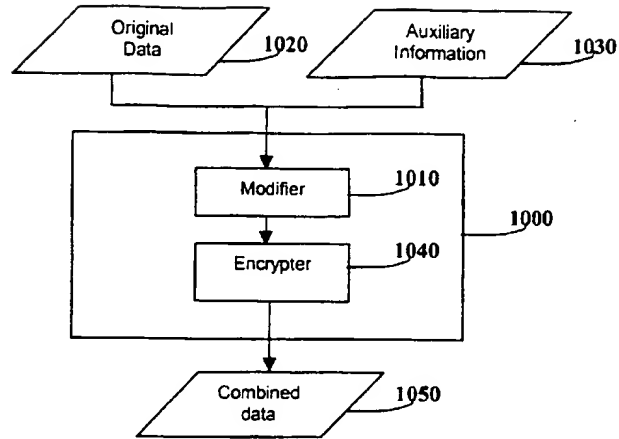 Original
Data
1020
Auxiliary
Information
1030
Modifier
1010
1000
Encrypter
1040
Combined
data
1050